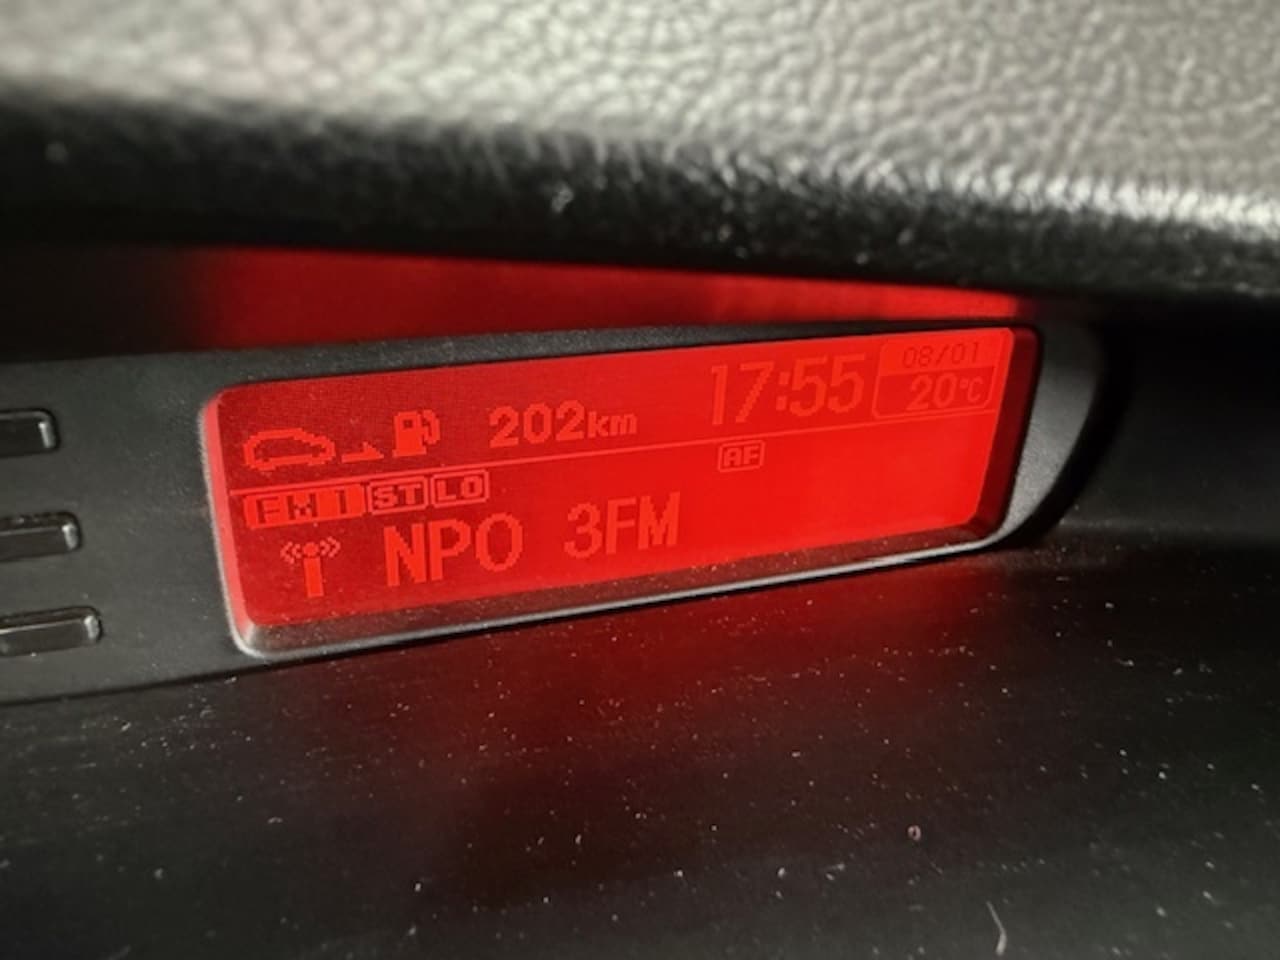 202km 17:55 08/01
20°C
AF
FM 1 ST LO
NPO 3FM